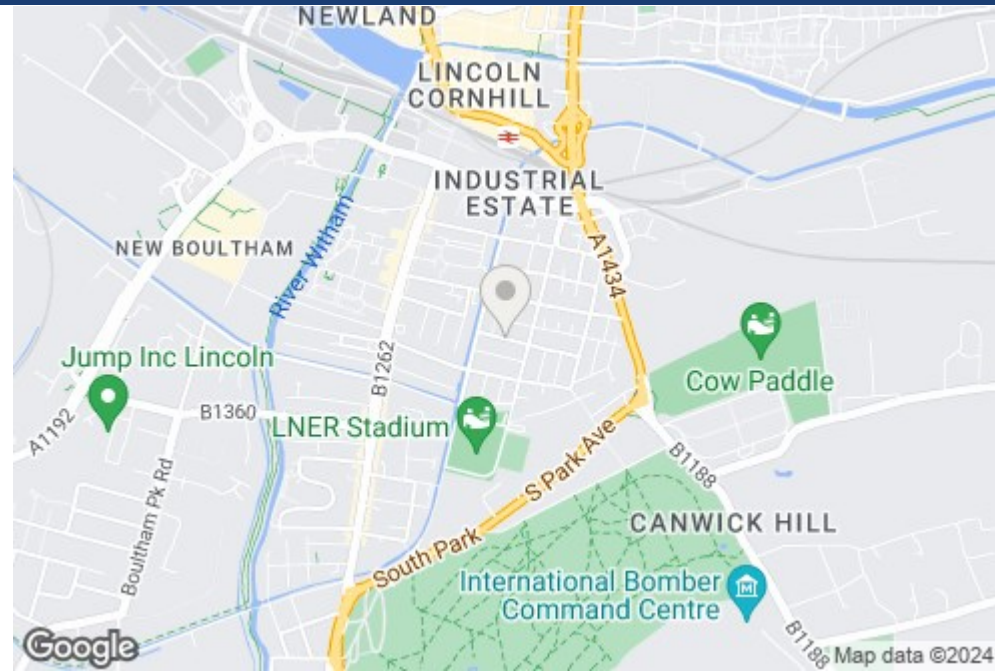 NEWLAND
LINCOLN
CORNHILL
INDUSTRIAL
ESTATE
A1434
NEW BOULTHAM
River Witham
Jump Inc Lincoln
B1262
Cow Paddle
A1192
B1360
LNER Stadium
S Park Ave
B1188
Boultham Pk Rd
CANWICK HILL
South Park
International Bomber
Command Centre
B1188
Google
Map data ©2024